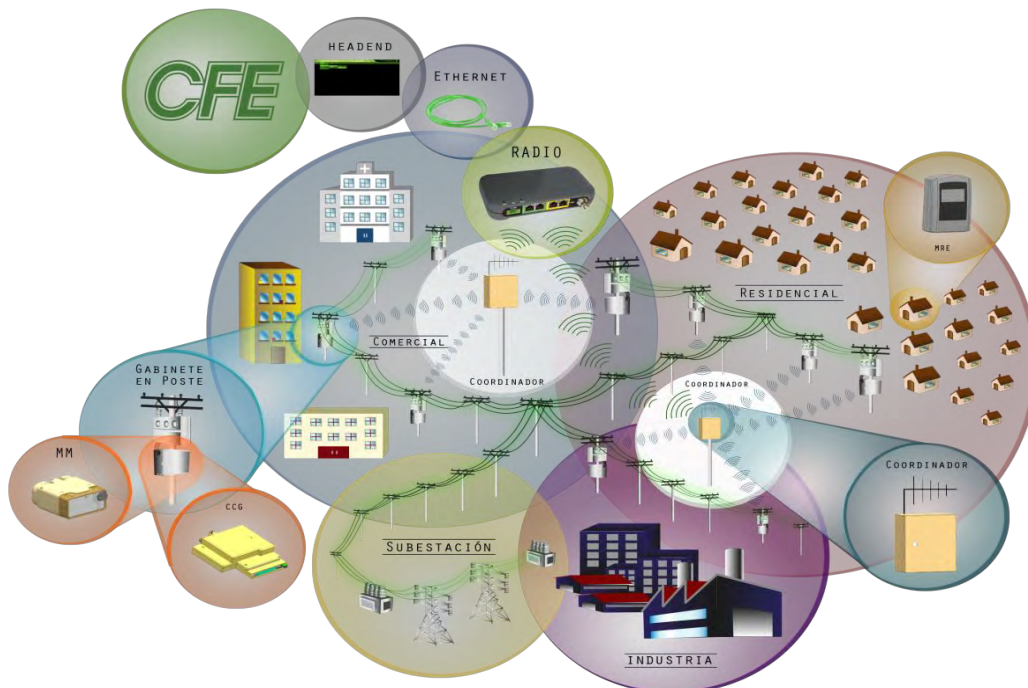 CFE
HEADEND
ETHERNET
RADIO
MRE
RESIDENCIAL
COMERCIAL
COORDINADOR
COORDINADOR
GABINETE
EN POSTE
MM
CCG
COORDINADOR
SUBESTACIÓN
INDUSTRIA